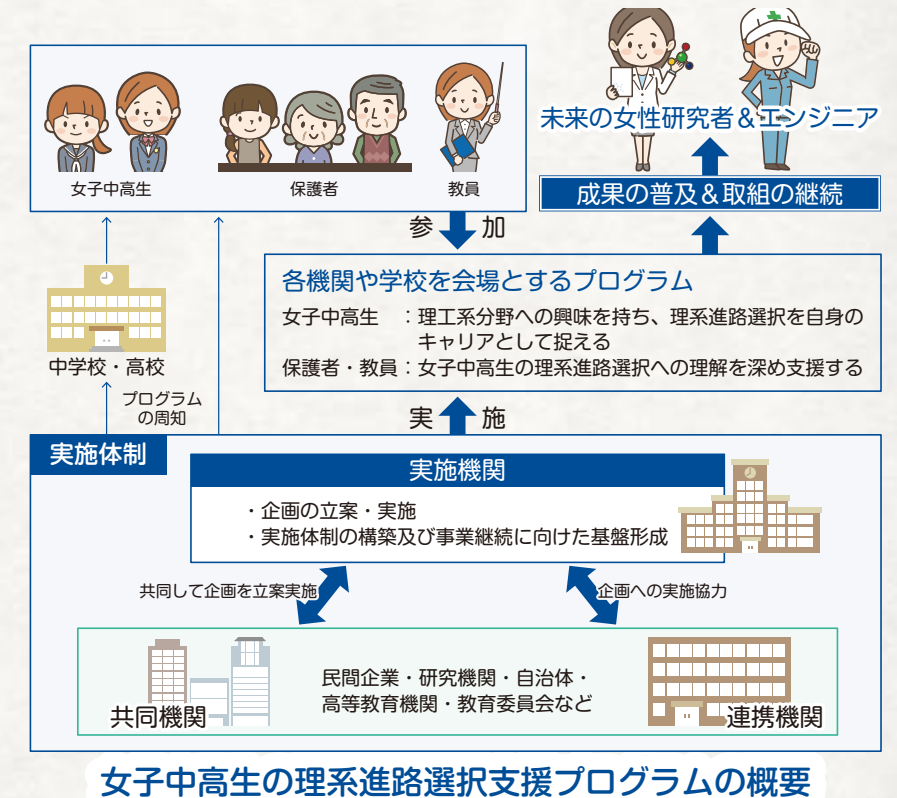 女子中高生
保護者
教員
未来の女性研究者&エンジニア
成果の普及&取組の継続
参加
各機関や学校を会場とするプログラム
女子中高生　：理工系分野への興味を持ち、理系進路選択を自身の
キャリアとして捉える
保護者・教員：女子中高生の理系進路選択への理解を深め支援する
中学校・高校
プログラム
の周知
実施
実施体制
実施機関
・企画の立案・実施
・実施体制の構築及び事業継続に向けた基盤形成
共同して企画を立案実施
企画への実施協力
民間企業・研究機関・自治体・
高等教育機関・教育委員会など
共同機関
連携機関
女子中高生の理系進路選択支援プログラムの概要